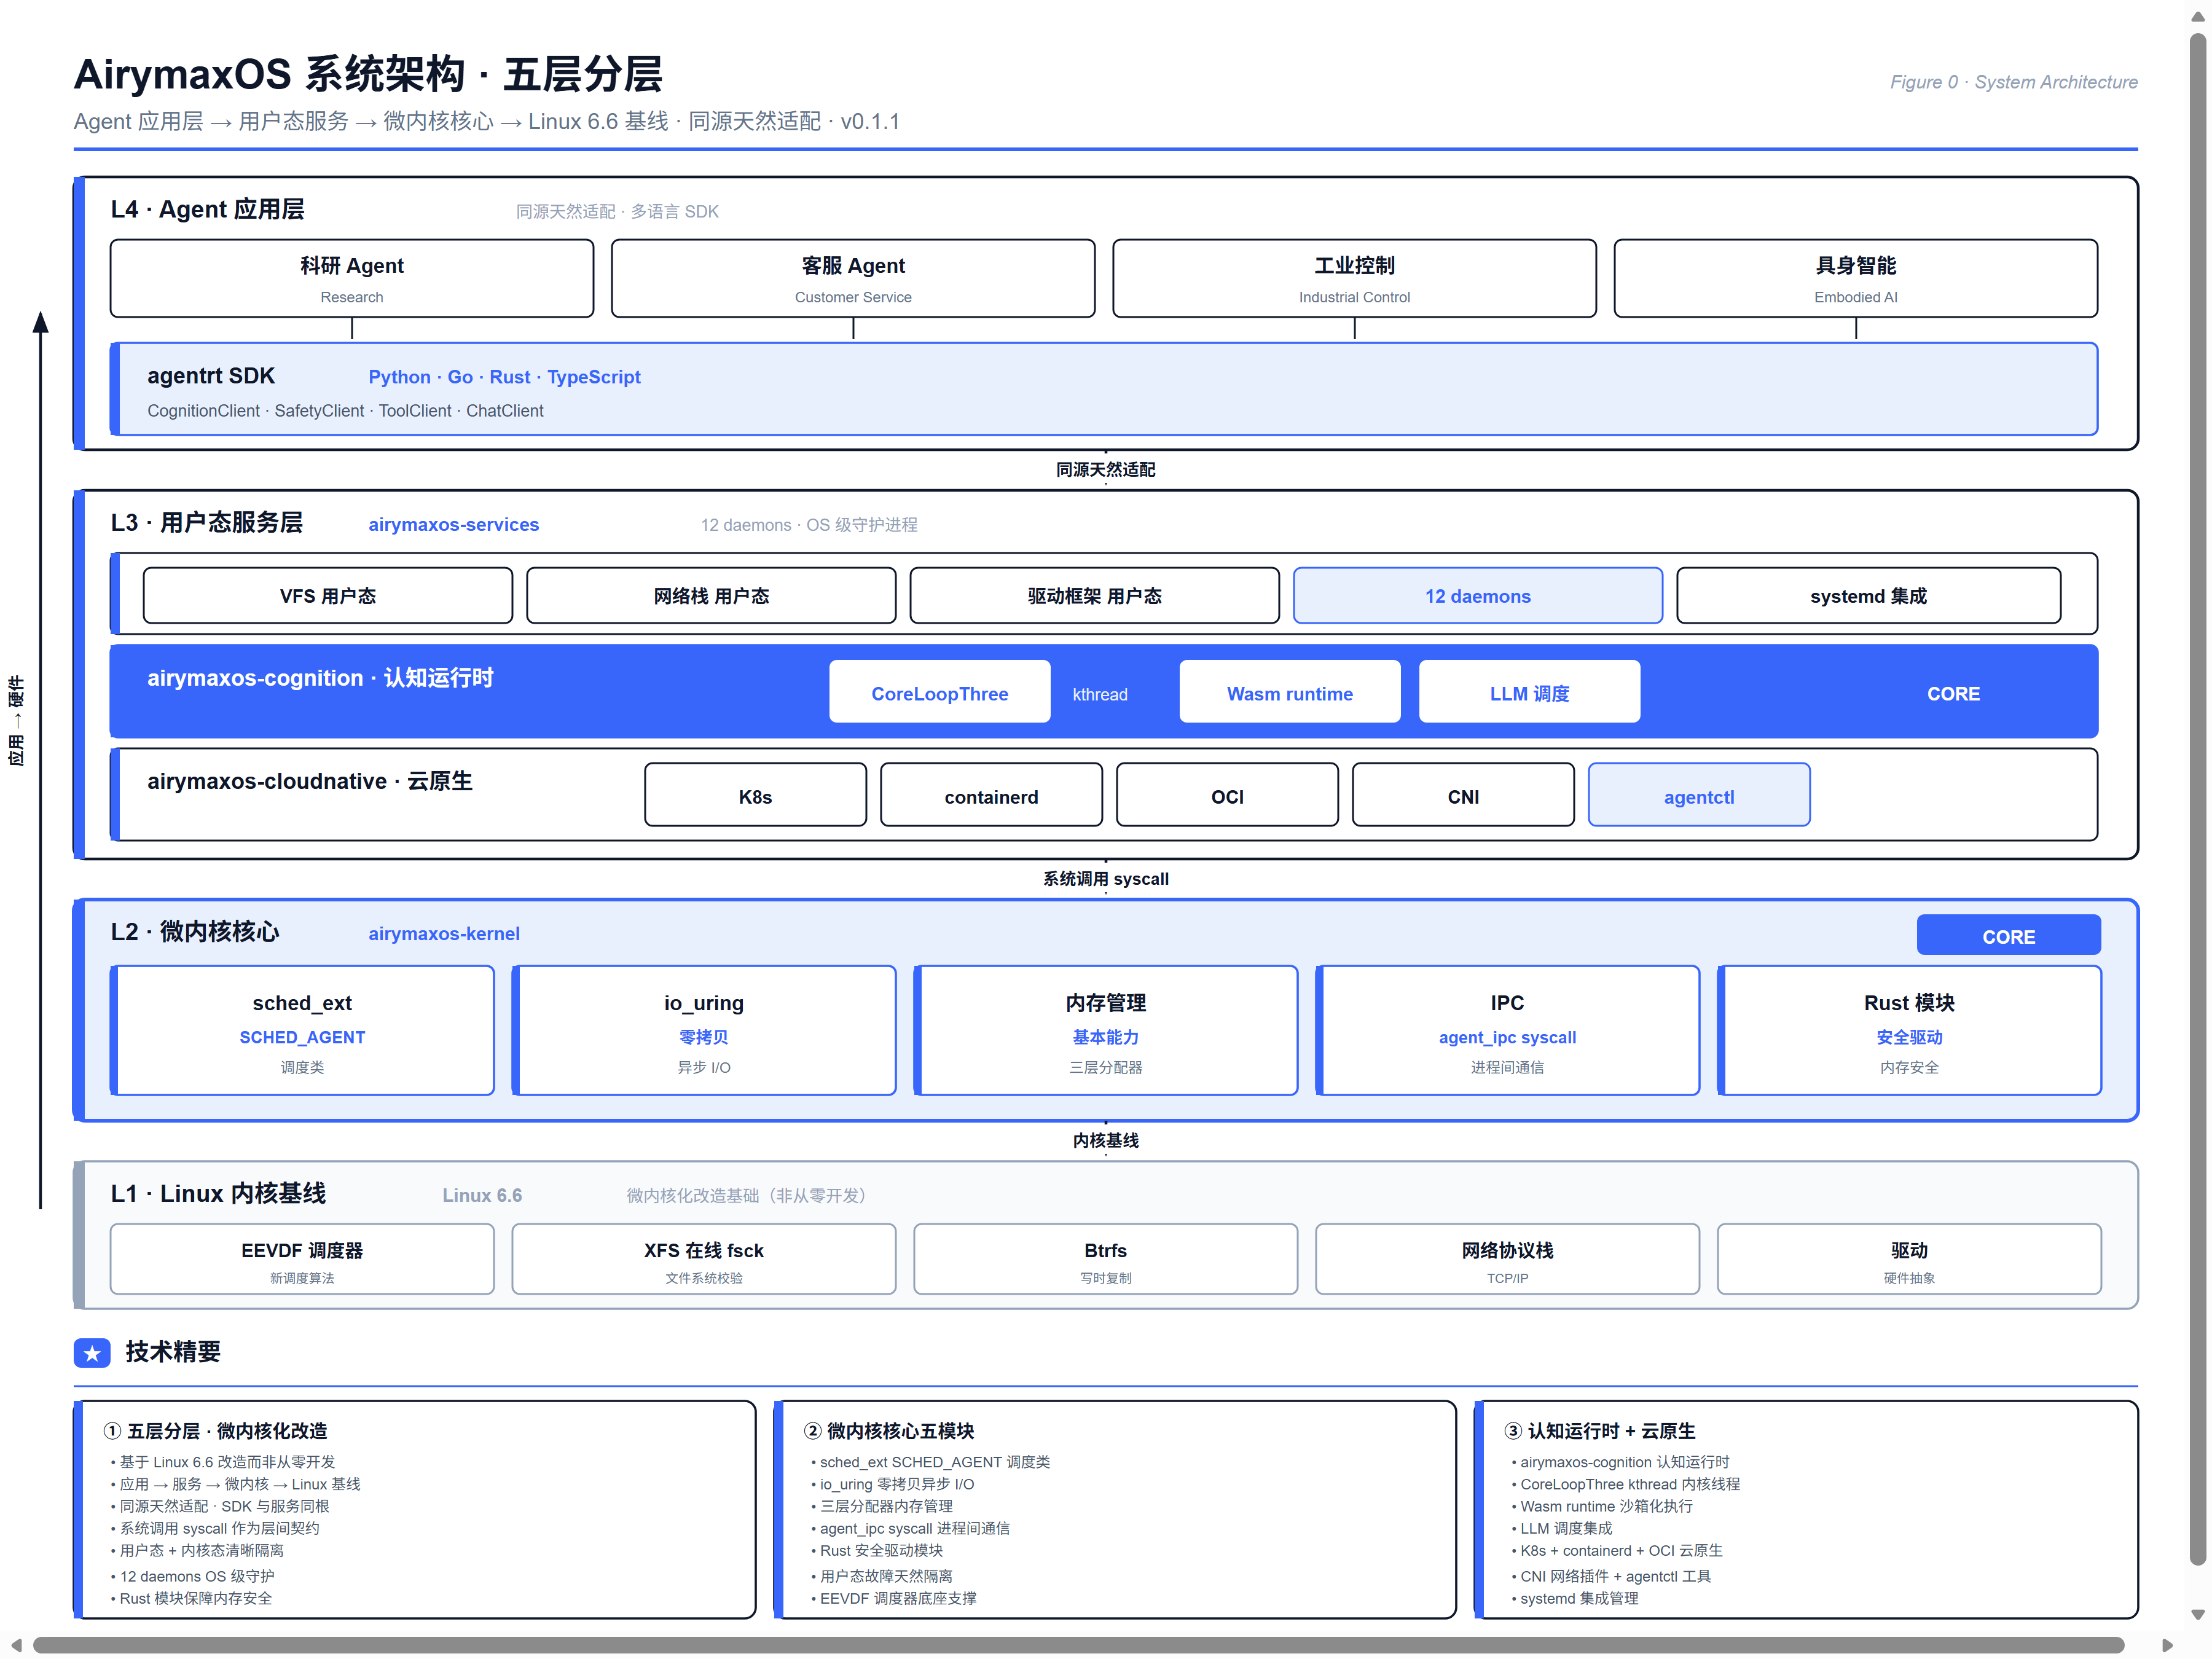 AirymaxOS 系统架构 · 五层分层
Figure 0 · System Architecture
Agent 应用层 → 用户态服务 → 微内核核心 → Linux 6.6 基线 · 同源天然适配 · v0.1.1
应用 → 硬件
L4 · Agent 应用层
同源天然适配 · 多语言 SDK
科研 Agent
Research
客服 Agent
Customer Service
工业控制
Industrial Control
具身智能
Embodied AI
agentrt SDK
Python · Go · Rust · TypeScript
CognitionClient · SafetyClient · ToolClient · ChatClient
同源天然适配
L3 · 用户态服务层
airymaxos-services
12 daemons · OS 级守护进程
VFS 用户态
网络栈 用户态
驱动框架 用户态
12 daemons
systemd 集成
airymaxos-cognition · 认知运行时
CoreLoopThree
kthread
Wasm runtime
LLM 调度
CORE
airymaxos-cloudnative · 云原生
K8s
containerd
OCI
CNI
agentctl
系统调用 syscall
L2 · 微内核核心
airymaxos-kernel
CORE
sched_ext
SCHED_AGENT
调度类
io_uring
零拷贝
异步 I/O
内存管理
基本能力
三层分配器
IPC
agent_ipc syscall
进程间通信
Rust 模块
安全驱动
内存安全
内核基线
L1 · Linux 内核基线
Linux 6.6
微内核化改造基础（非从零开发）
EEVDF 调度器
新调度算法
XFS 在线 fsck
文件系统校验
Btrfs
写时复制
网络协议栈
TCP/IP
驱动
硬件抽象
★ 技术精要
① 五层分层 · 微内核化改造
• 基于 Linux 6.6 改造而非从零开发
• 应用 → 服务 → 微内核 → Linux 基线
• 同源天然适配 · SDK 与服务同根
• 系统调用 syscall 作为层间契约
• 用户态 + 内核态清晰隔离
• 12 daemons OS 级守护
• Rust 模块保障内存安全
② 微内核核心五模块
• sched_ext SCHED_AGENT 调度类
• io_uring 零拷贝异步 I/O
• 三层分配器内存管理
• agent_ipc syscall 进程间通信
• Rust 安全驱动模块
• 用户态故障天然隔离
• EEVDF 调度器底座支撑
③ 认知运行时 + 云原生
• airymaxos-cognition 认知运行时
• CoreLoopThree kthread 内核线程
• Wasm runtime 沙箱化执行
• LLM 调度集成
• K8s + containerd + OCI 云原生
• CNI 网络插件 + agentctl 工具
• systemd 集成管理